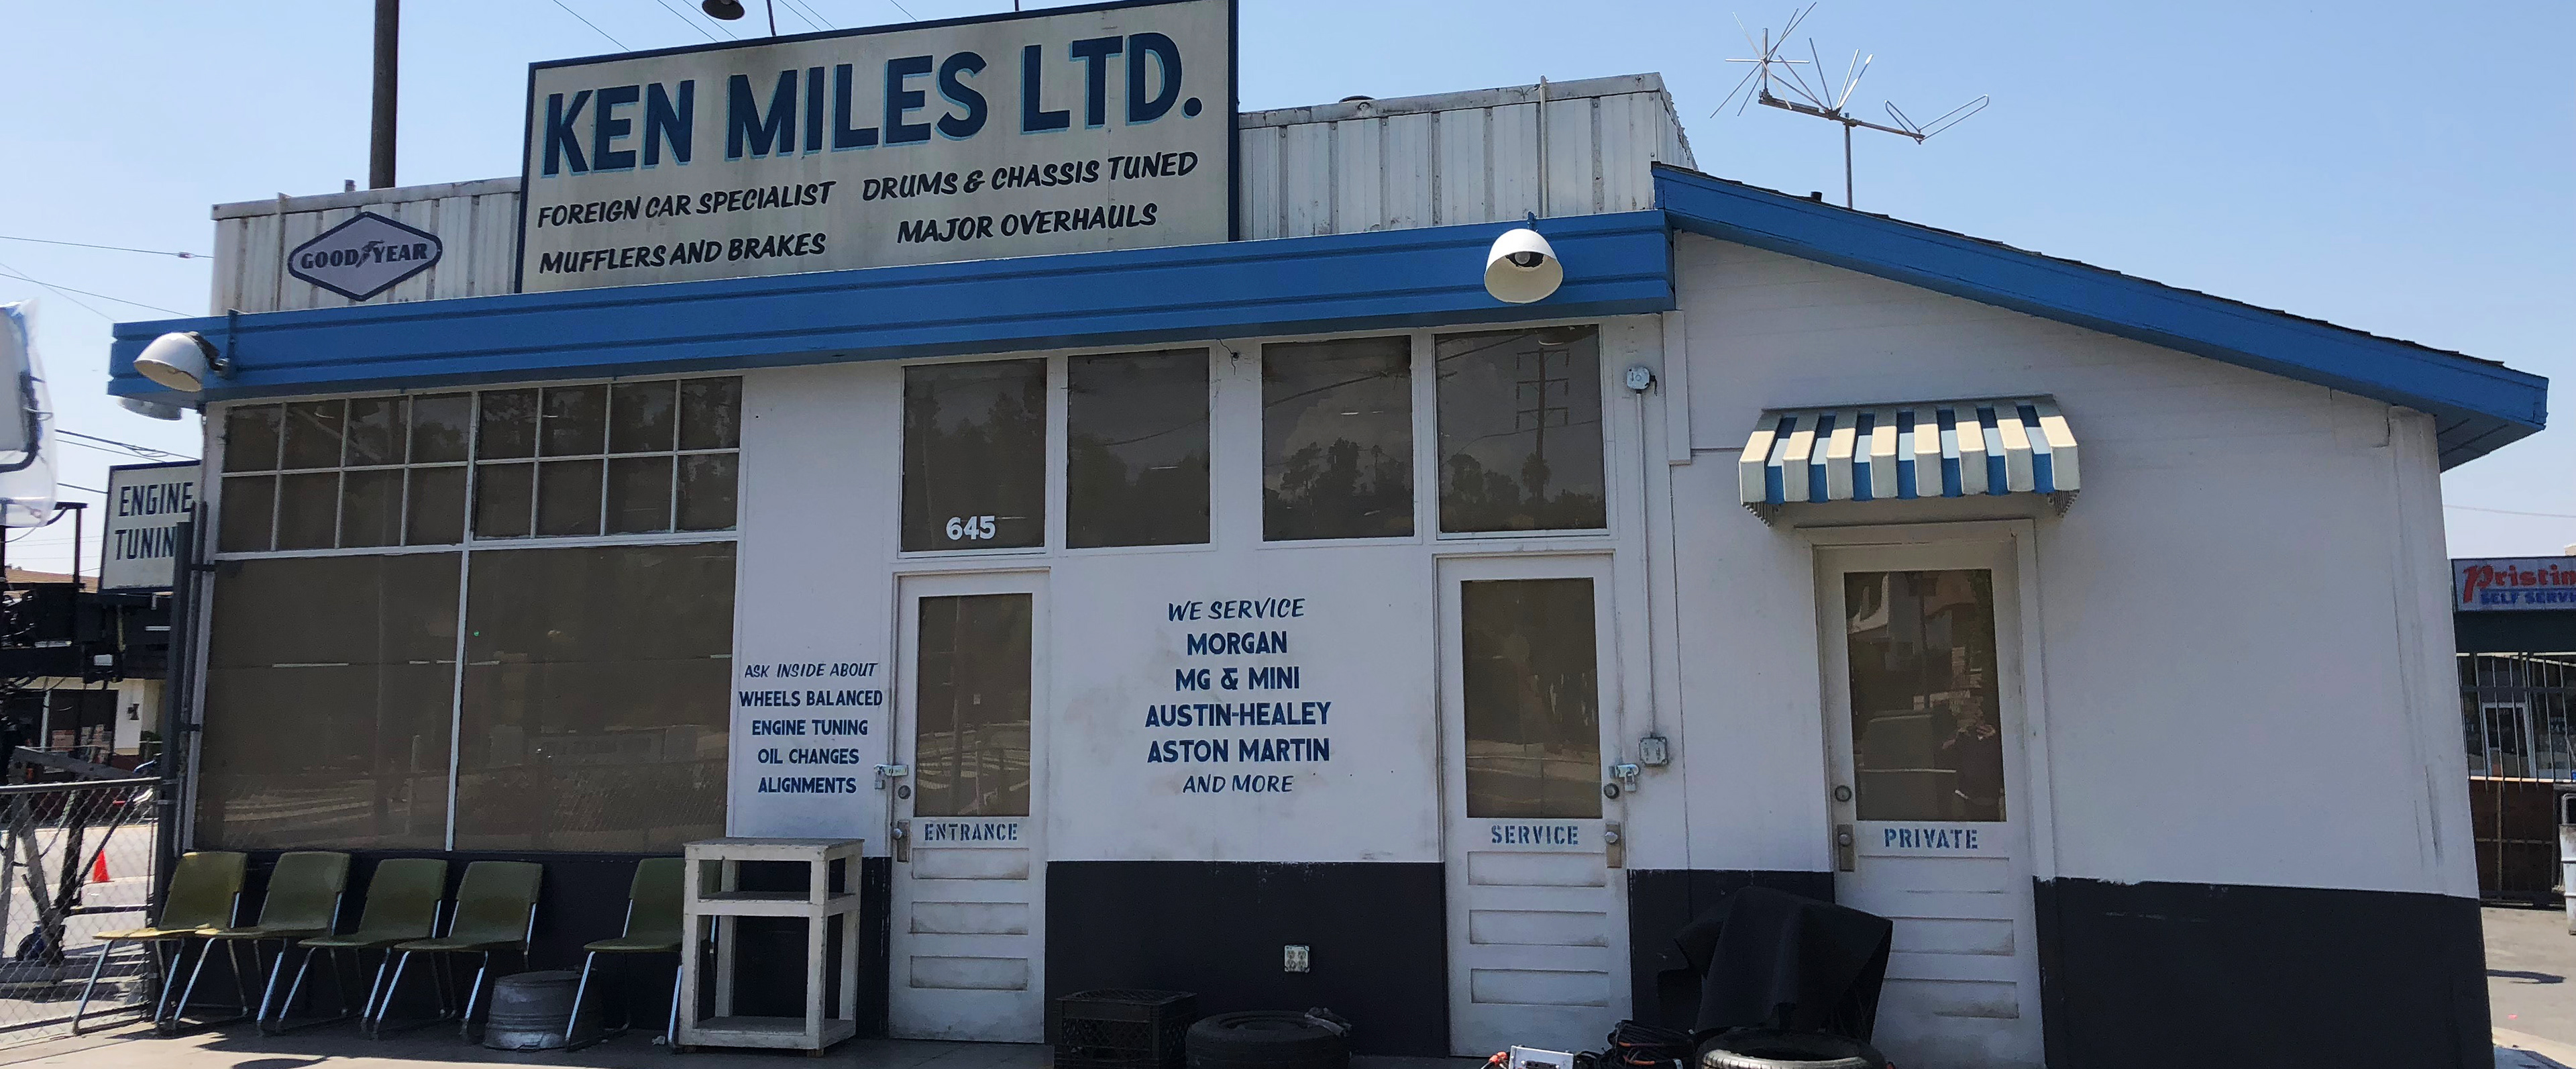 KEN MILES LTD.
FOREIGN CAR SPECIALIST
DRUMS & CHASSIS TUNED
MUFFLERS AND BRAKES
MAJOR OVERHAULS
GOODYEAR
ENGINE
TUNIN
645
ASK INSIDE ABOUT
WHEELS BALANCED
ENGINE TUNING
OIL CHANGES
ALIGNMENTS
ENTRANCE
WE SERVICE
MORGAN
MG & MINI
AUSTIN-HEALEY
ASTON MARTIN
AND MORE
SERVICE
PRIVATE
Pristin
SELF SERVI